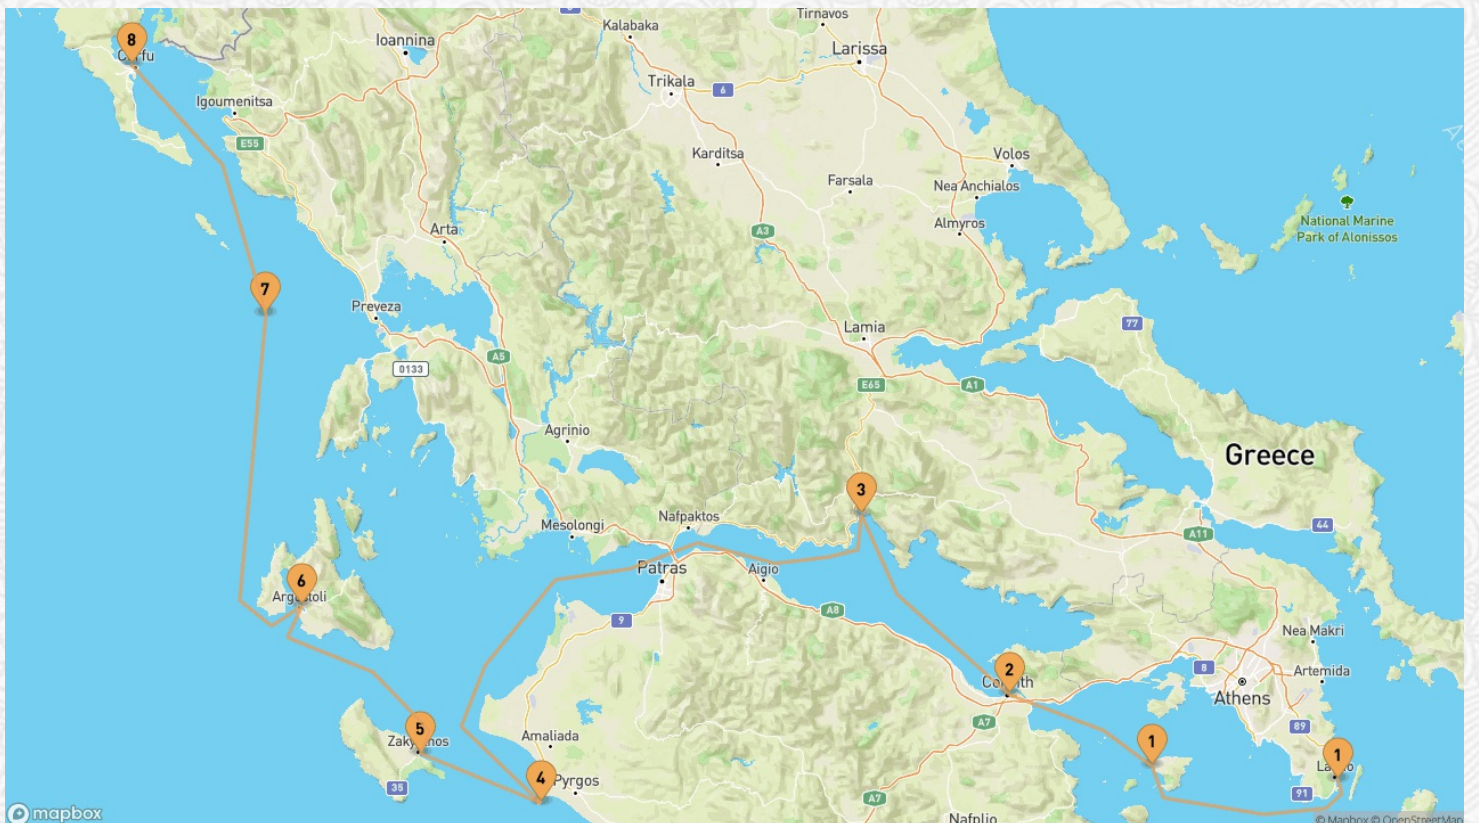 8
Corfu
Ioannina
Kalabaka
Tirnavos
Larissa
Trikala
6
Igoumenitsa
E55
Karditsa
Volos
Farsala
Nea Anchialos
Almyros
National Marine
Park of Alonissos
Arta
A3
7
Preveza
Lamia
77
A5
0133
E65
A1
Agrinio
Greece
3
Nafpaktos
Mesolongi
44
A11
Patras
Aigio
6
Argostoli
9
A8
Nea Makri
2
Corinth
8
Artemida
Athens
A7
89
5
Zakynthos
Amaliada
1
1
35
4
Pyrgos
A7
91
Nafplio
mapbox
© Mapbox © OpenStreetMap